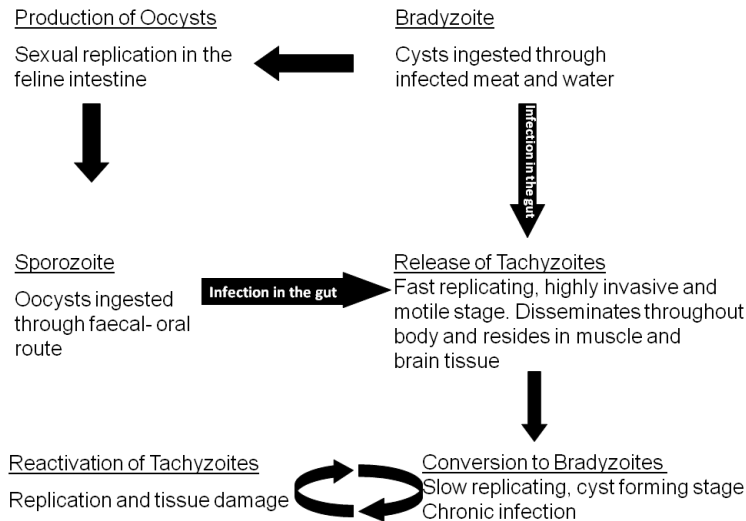 Production of Oocysts
Sexual replication in the
feline intestine
Bradyzoite
Cysts ingested through
infected meat and water
Infection in the gut
Sporozoite
Oocysts ingested
through faecal- oral
route
Infection in the gut
Release of Tachyzoites
Fast replicating, highly invasive and
motile stage. Disseminates throughout
body and resides in muscle and
brain tissue
Reactivation of Tachyzoites
Replication and tissue damage
Conversion to Bradyzoites
Slow replicating, cyst forming stage
Chronic infection